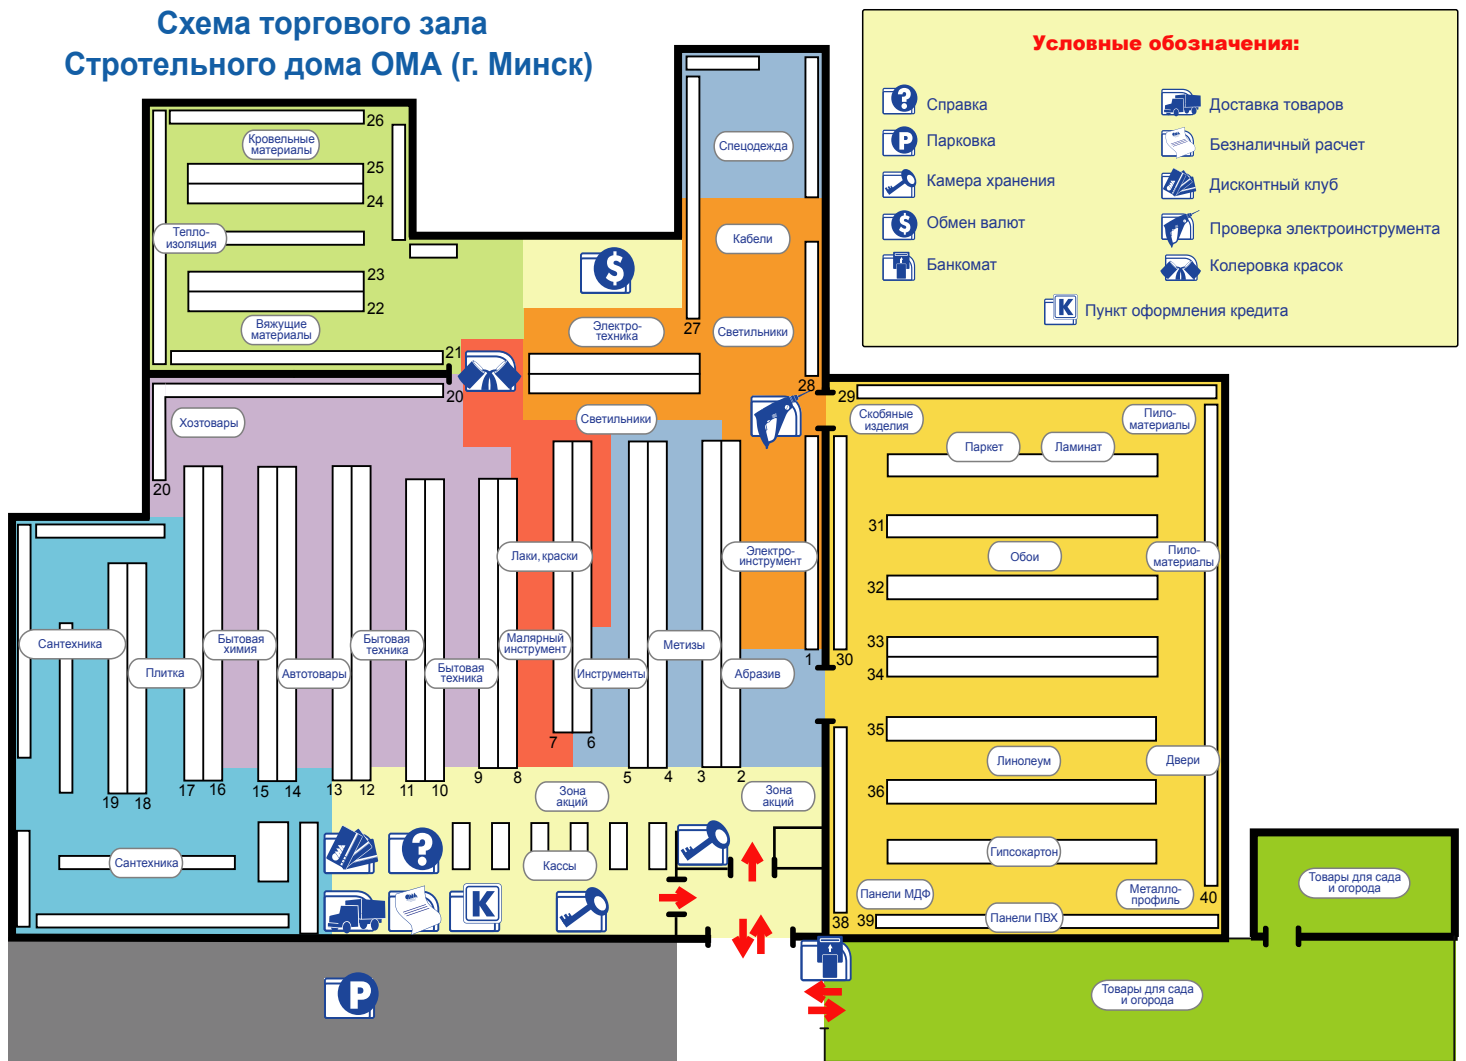 Схема торгового зала
Стротельного дома ОМА (г. Минск)
Условные обозначения:
Справка
Парковка
Камера хранения
Обмен валют
Банкомат
Доставка товаров
Безналичный расчет
Дисконтный клуб
Проверка электроинструмента
Колеровка красок
K
Пункт оформления кредита
26
Кровельные
материалы
25
24
Тепло-
изоляция
23
22
Вяжущие
материалы
21
20
Хозтовары
20
Спецодежда
Кабели
27
Светильники
Электро-
техника
28
Светильники
29
Скобяные
изделия
Пило-
материалы
Паркет
Ламинат
31
Обои
Пило-
материалы
32
33
34
30
35
Линолеум
Двери
36
Гипсокартон
Панели МДФ
Металло-
профиль
40
38
39
Панели ПВХ
Лаки, краски
Электро-
инструмент
Сантехника
Плитка
Бытовая
химия
Автотовары
Бытовая
техника
Бытовая
техника
Малярный
инструмент
Инструменты
Метизы
Абразив
1
7
6
19
18
17
16
15
14
13
12
11
10
9
8
5
4
3
2
Зона
акций
Зона
акций
Сантехника
Кассы
K
P
Товары для сада
и огорода
Товары для сада
и огорода